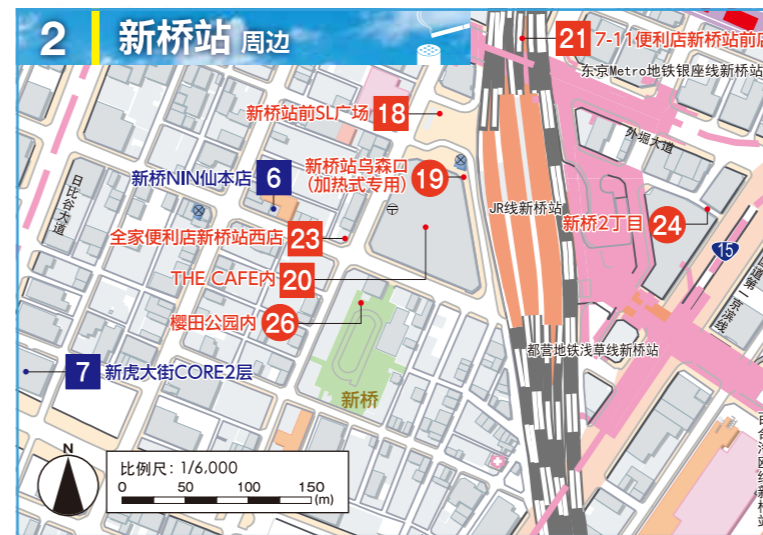 2 新桥站 周边
21 7-11便利店新桥站前店
东京Metro地铁银座线新桥站
新桥站前SL广场 18
外堀大道
新桥站乌森口
(加热式专用) 19
新桥NIN仙本店 6
日比谷大道
JR线新桥站
新桥2丁目 24
全家便利店新桥站西店 23
15
国道第一京滨线
THE CAFE内 20
樱田公园内 26
都营地铁浅草线新桥站
7 新虎大街CORE2层
新桥
N
比例尺: 1/6,000
0 50 100 150
(m)